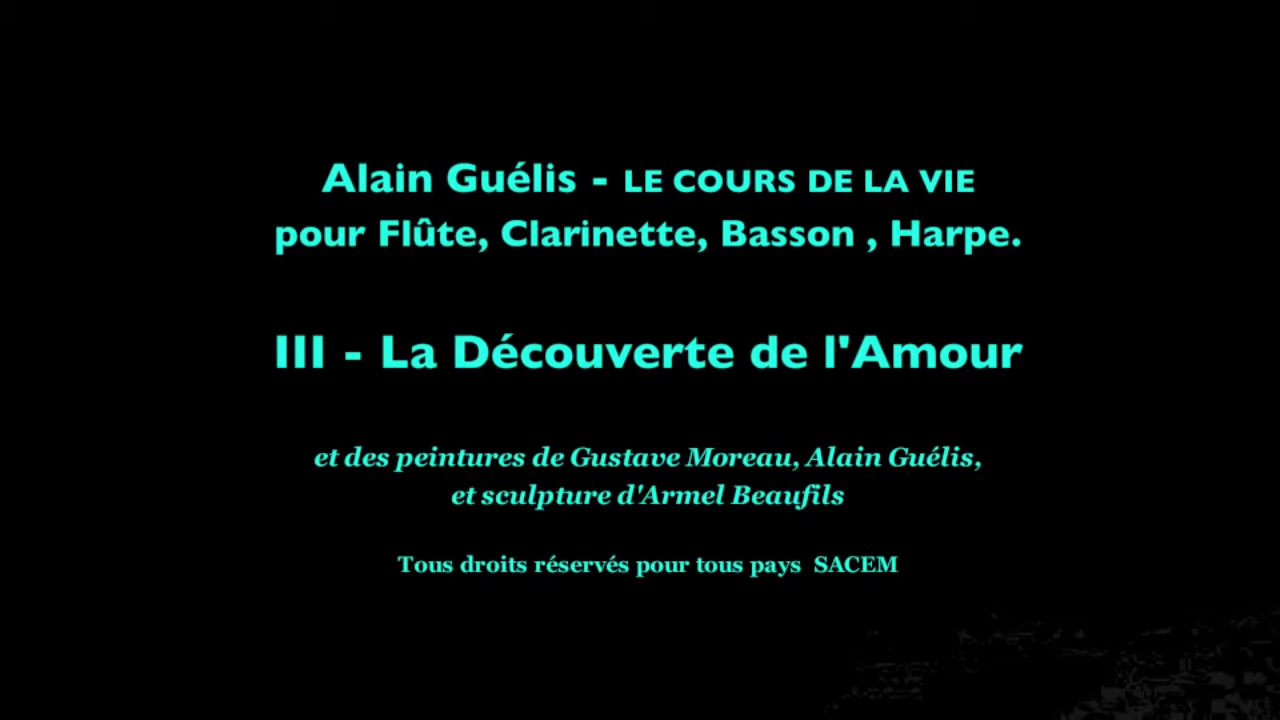 Alain Guélis - LE COURS DE LA VIE
pour Flûte, Clarinette, Basson , Harpe.
III - La Découverte de l'Amour
et des peintures de Gustave Moreau, Alain Guélis,
et sculpture d'Armel Beaufils
Tous droits réservés pour tous pays  SACEM